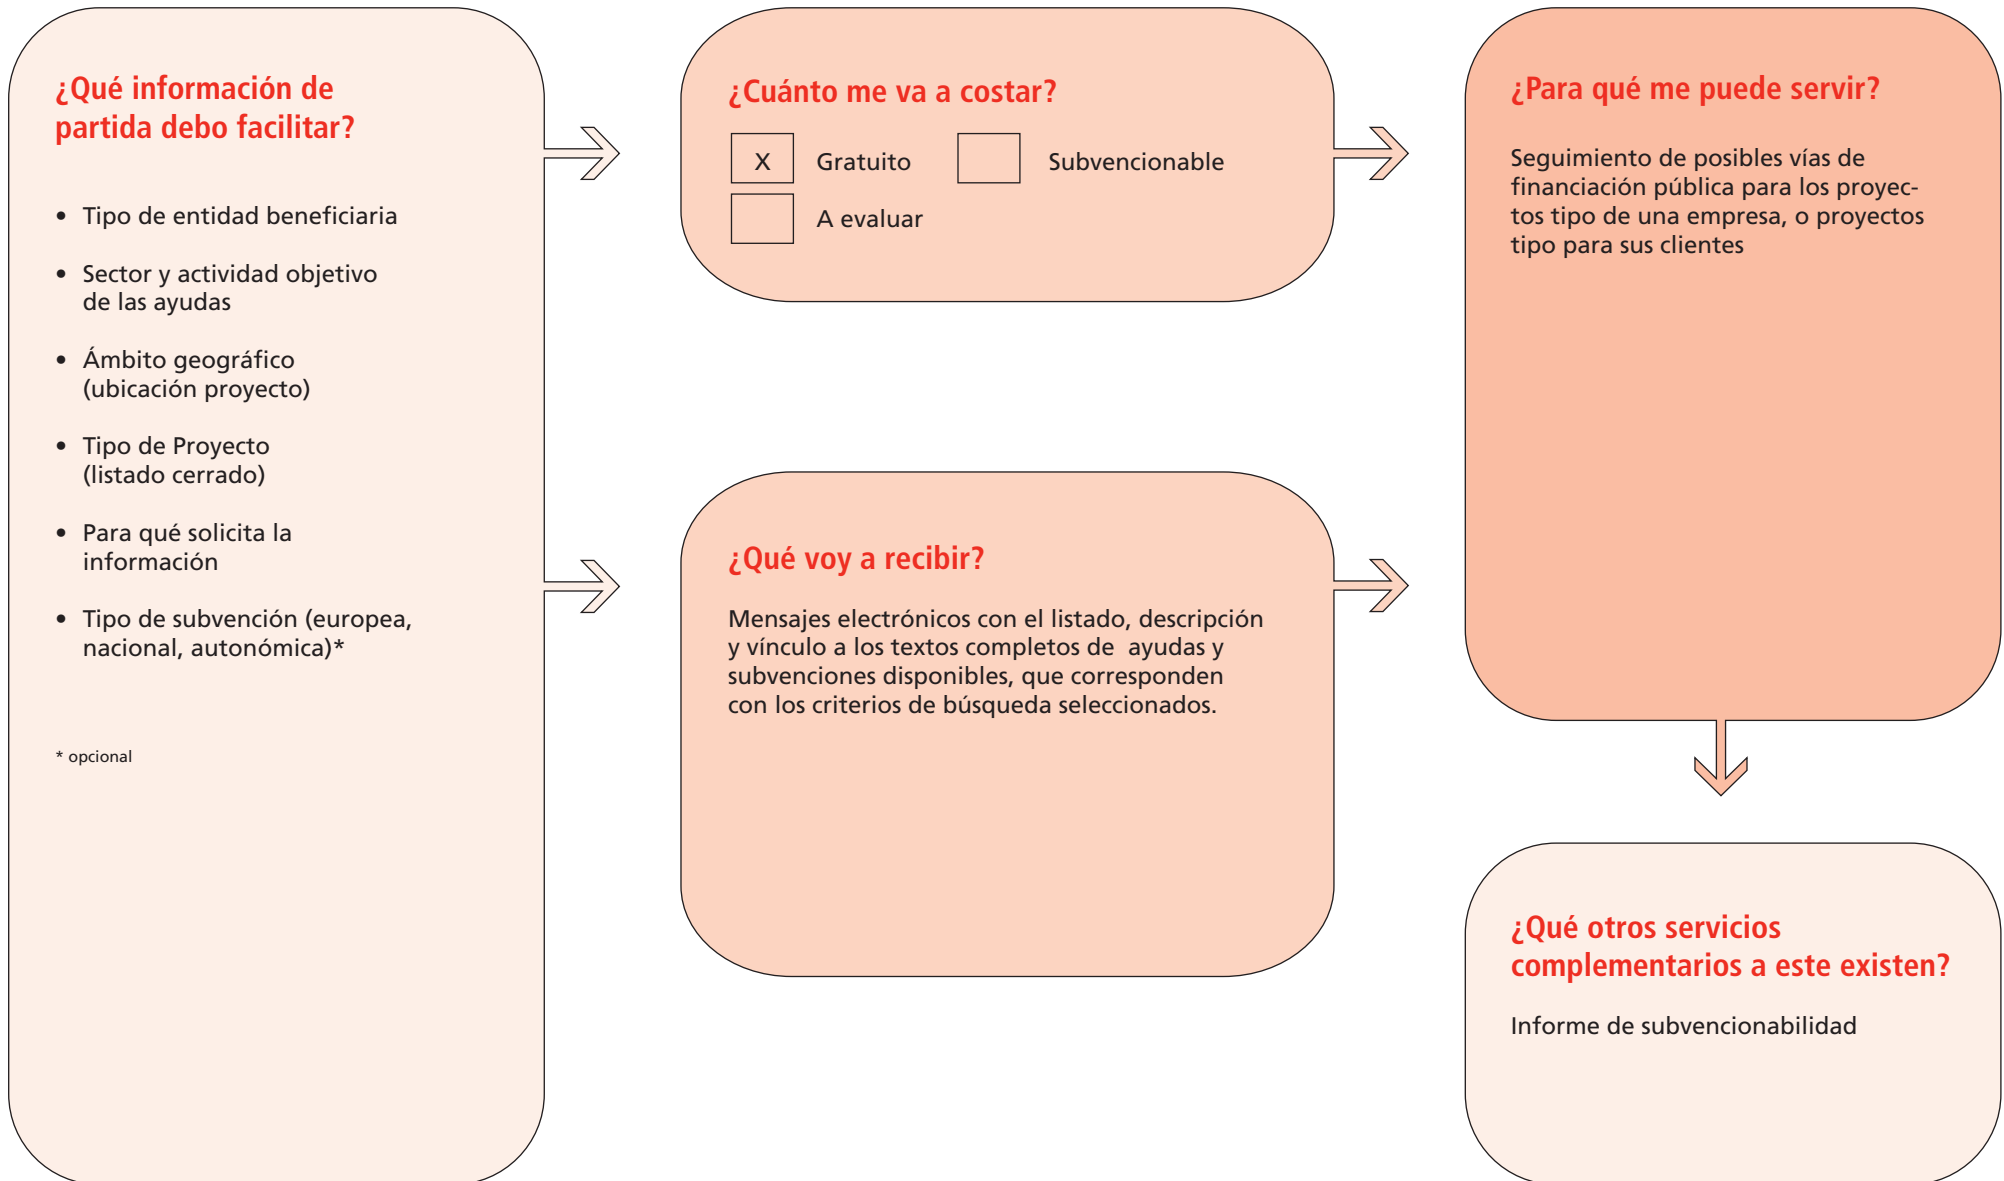 ¿Qué información de
partida debo facilitar?
• Tipo de entidad beneficiaria
• Sector y actividad objetivo
de las ayudas
• Ámbito geográfico
(ubicación proyecto)
• Tipo de Proyecto
(listado cerrado)
• Para qué solicita la
información
• Tipo de subvención (europea,
nacional, autonómica)*
* opcional
¿Cuánto me va a costar?
X Gratuito Subvencionable
A evaluar
¿Qué voy a recibir?
Mensajes electrónicos con el listado, descripción
y vínculo a los textos completos de ayudas y
subvenciones disponibles, que corresponden
con los criterios de búsqueda seleccionados.
¿Para qué me puede servir?
Seguimiento de posibles vías de
financiación pública para los proyec-
tos tipo de una empresa, o proyectos
tipo para sus clientes
¿Qué otros servicios
complementarios a este existen?
Informe de subvencionabilidad